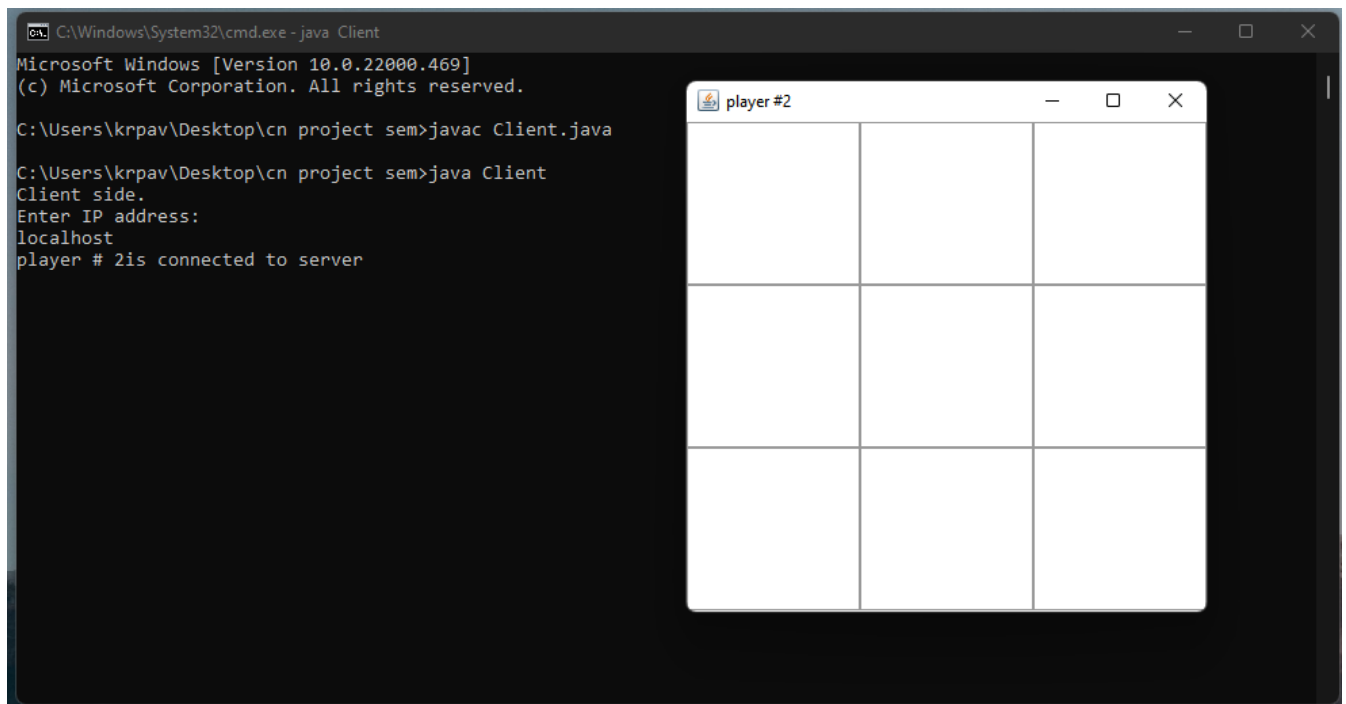 C:\Windows\System32\cmd.exe - java  Client
Microsoft Windows [Version 10.0.22000.469]
(c) Microsoft Corporation. All rights reserved.
C:\Users\krpav\Desktop\cn project sem>javac Client.java
C:\Users\krpav\Desktop\cn project sem>java Client
Client side.
Enter IP address:
localhost
player # 2is connected to server
player #2